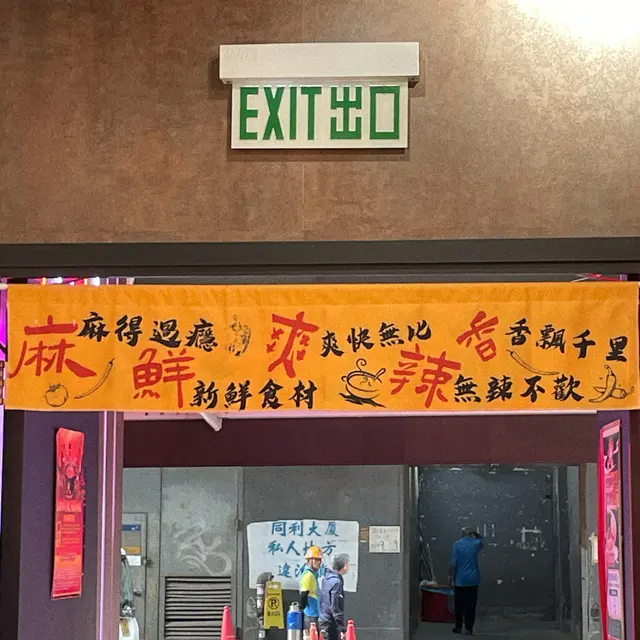 EXIT 出口
麻 麻得過癮
鮮 新鮮食材
爽 爽快無比
辣 無辣不歡
香 香飄千里
同利大厦
私人地方